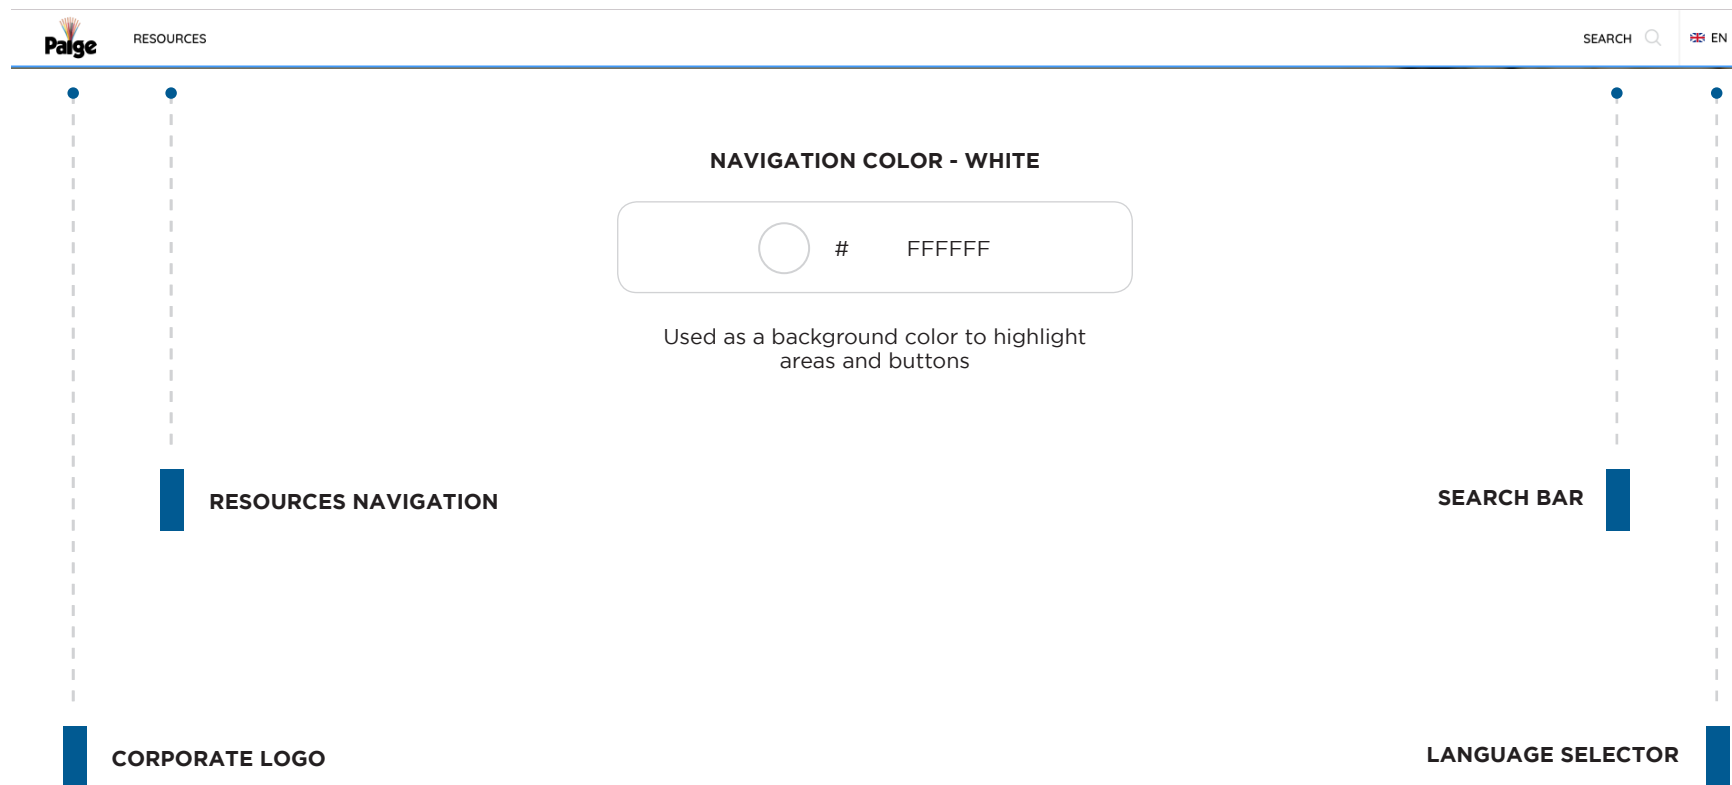 Paige
RESOURCES
SEARCH
EN
NAVIGATION COLOR - WHITE
# FFFFFF
Used as a background color to highlight
areas and buttons
RESOURCES NAVIGATION
SEARCH BAR
CORPORATE LOGO
LANGUAGE SELECTOR